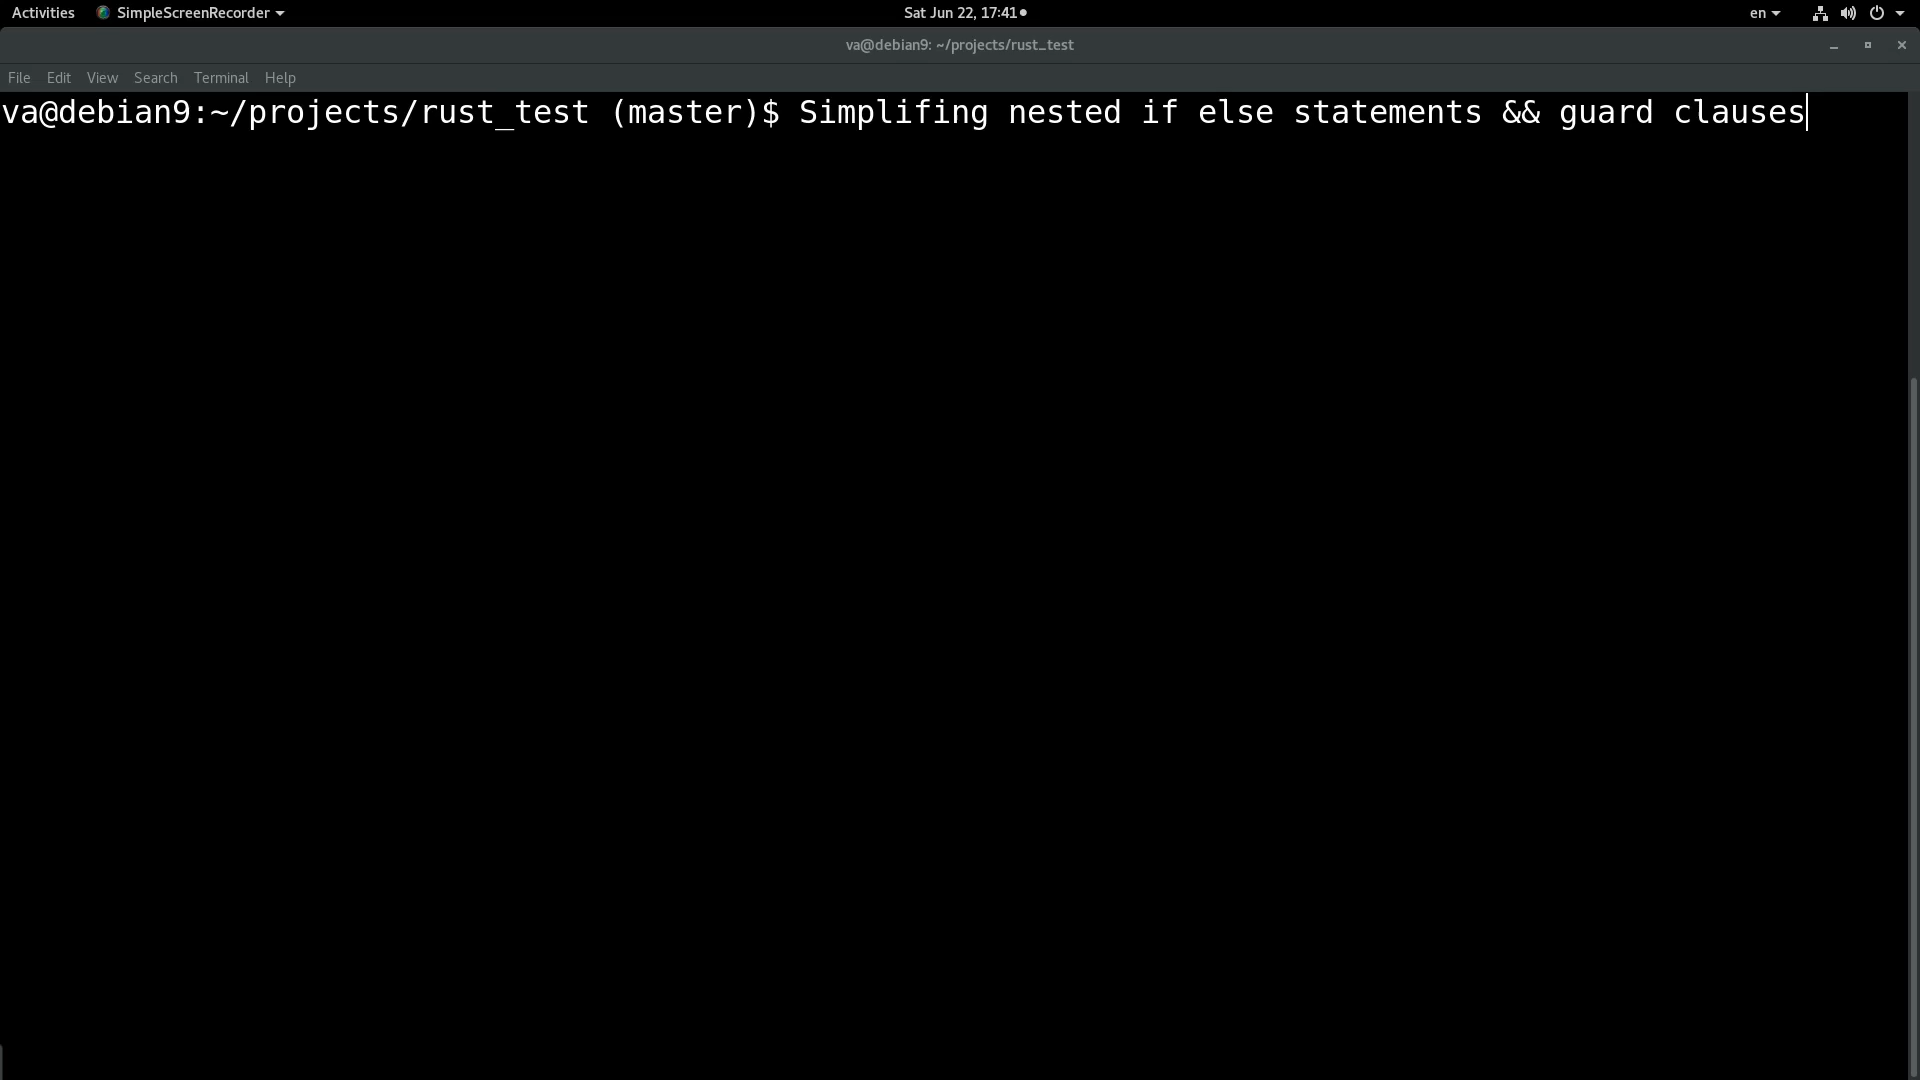 Activities SimpleScreenRecorder Sat Jun 22, 17:41 en
va@debian9: ~/projects/rust_test
File Edit View Search Terminal Help
va@debian9:~/projects/rust_test (master)$ Simplifing nested if else statements && guard clauses